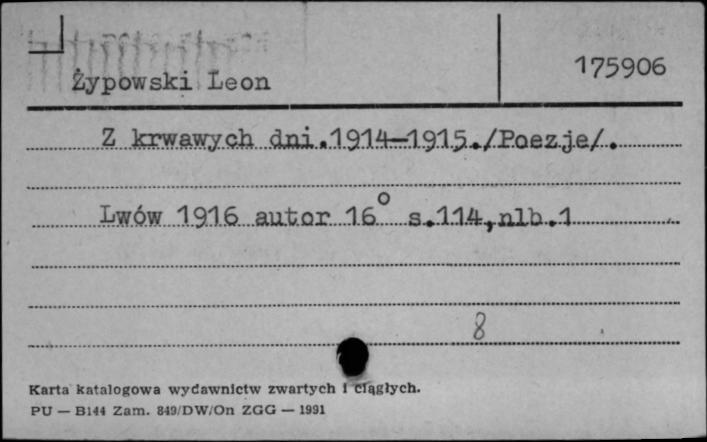 Żypowski Leon
175906
Z krwawych dni.1914-1915./Poezje/.
Lwów 1916 autor 16° s.114,nlb.1
8
Karta katalogowa wydawnictw zwartych i ciągłych.
PU — B144 Zam. 849/DW/On ZGG — 1991